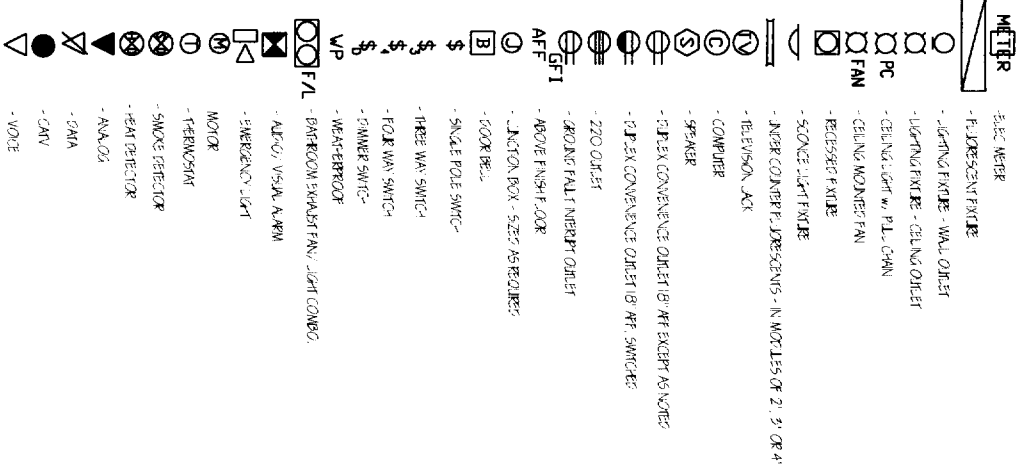 METER - ELEC METER
- FLUORESCENT FIXTURE
- LIGHTING FIXTURE - WALL OUTLET
- LIGHTING FIXTURE - CEILING OUTLET
PC - CEILING LIGHT W/ PULL CHAIN
FAN - CEILING MOUNTED FAN
- RECESSED FIXTURE
- SCONCE LIGHT FIXTURE
- UNDER COUNTER FLUORESCENTS - IN MODULES OF 2', 3' OR 4'
TV - TELEVISION JACK
C - COMPUTER
S - SPEAKER
- DUPLEX CONVENIENCE OUTLET 18" AFF EXCEPT AS NOTED
- DUPLEX CONVENIENCE OUTLET 18" AFF. SWITCHED
- 220 OUTLET
GFI - GROUND FAULT INTERRUPT OUTLET
AFF - ABOVE FINISH FLOOR
J - JUNCTION BOX - SIZED AS REQUIRED
B - DOOR BELL
$ - SINGLE POLE SWITCH
$3 - THREE WAY SWITCH
$4 - FOUR WAY SWITCH
$D - DIMMER SWITCH
WP - WEATHERPROOF
F/L - BATHROOM EXHAUST FAN/ LIGHT COMBO.
- AUDIO/ VISUAL ALARM
- EMERGENCY LIGHT
M MOTOR
T - THERMOSTAT
- SMOKE DETECTOR
- HEAT DETECTOR
- ANALOG
- DATA
- CATV
- VOICE